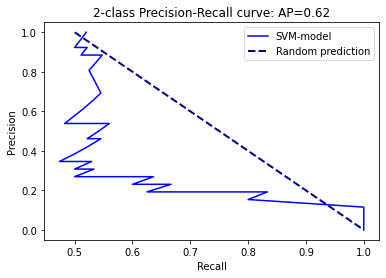 2-class Precision-Recall curve: AP=0.62
SVM-model
Random prediction
1.0
0.8
0.6
0.4
0.2
0.0
Precision
0.5 0.6 0.7 0.8 0.9 1.0
Recall